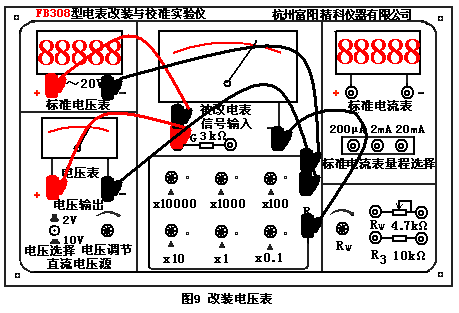 FB308型电表改装与校准实验仪
杭州富阳精科仪器有限公司
88888
88888
+
～20V
-
标准电压表
被改电表
信号输入
+
-
标准电流表
G 3kΩ
-
200μA 2mA 20mA
标准电流表量程选择
电压表
+
-
电压输出
2V
10V
电压选择 电压调节
直流电压源
x10000 x1000 x100
x10 x1 x0.1
R
Rw
Rw 4.7kΩ
R3 10kΩ
图9 改装电压表